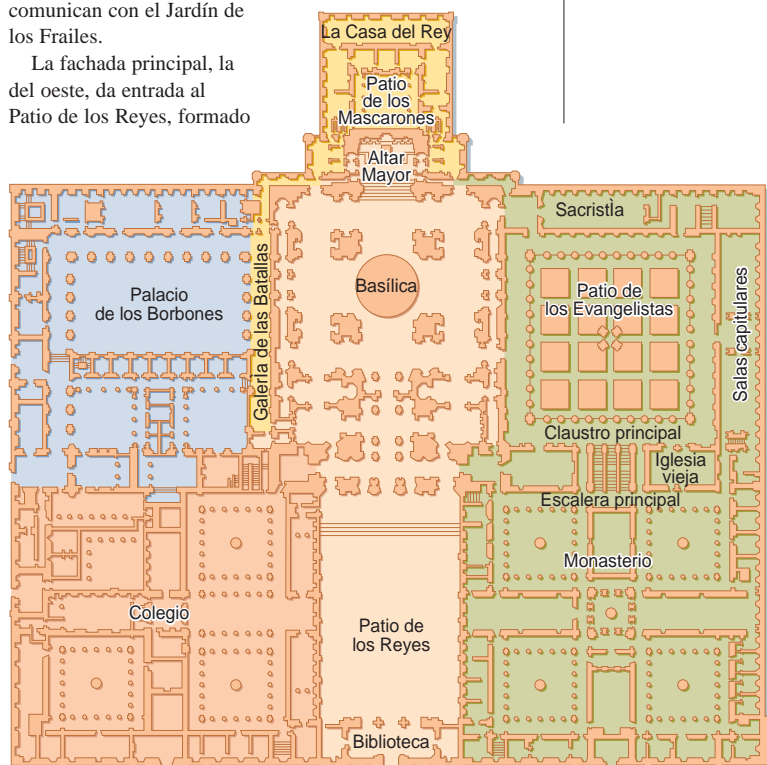 comunican con el Jardín de
los Frailes.
La fachada principal, la
del oeste, da entrada al
Patio de los Reyes, formado
La Casa del Rey
Patio
de los
Mascarones
Altar
Mayor
Sacristìa
Galería de las Batallas
Basílica
Palacio
de los Borbones
Patio de
los Evangelistas
Salas capitulares
Claustro principal
Iglesia
vieja
Escalera principal
Monasterio
Colegio
Patio de
los Reyes
Biblioteca